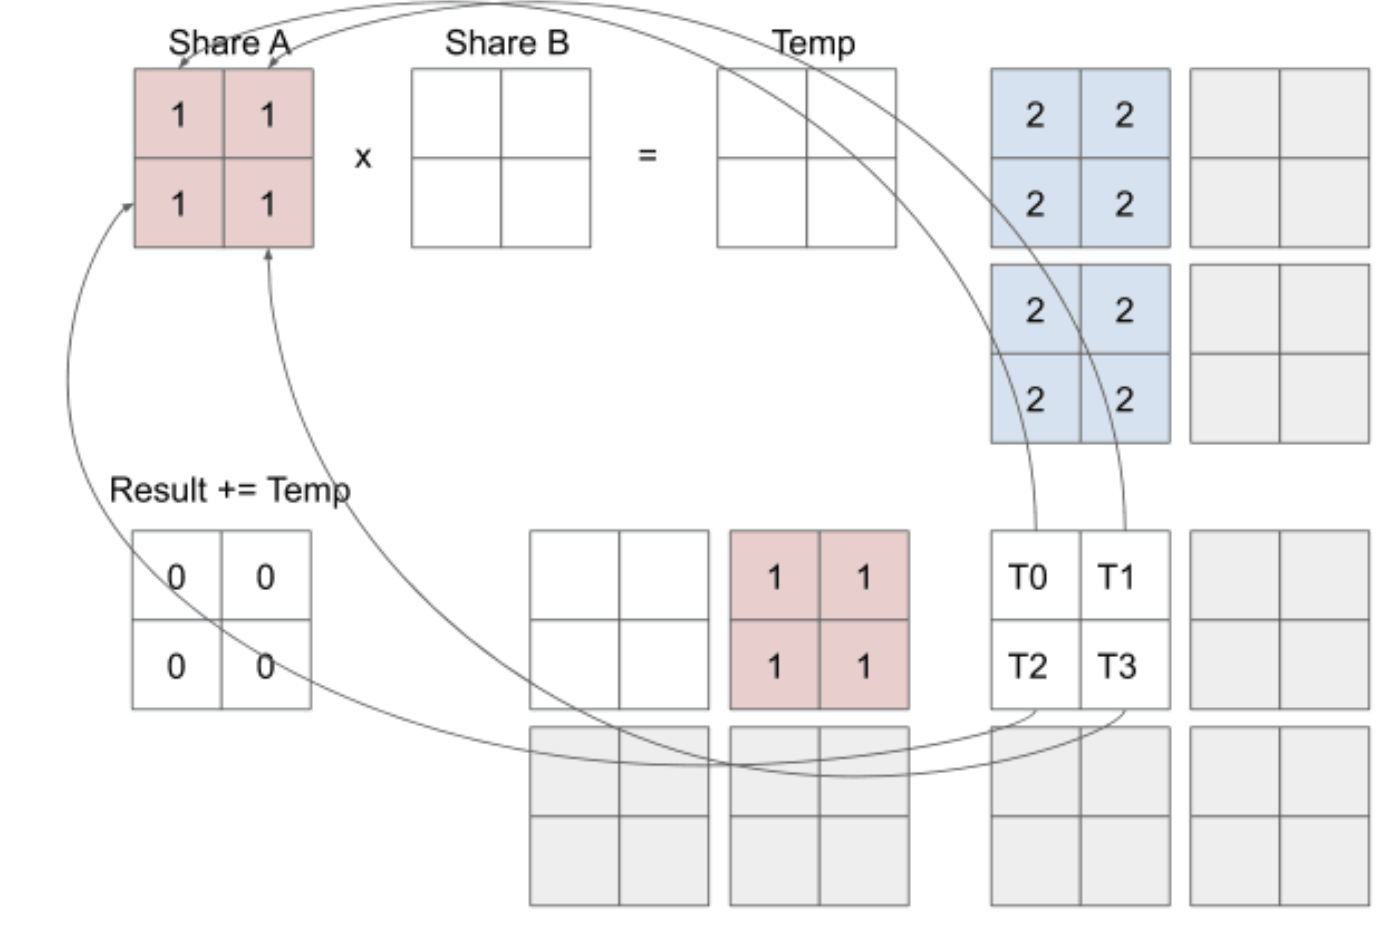 Share A Share B Temp
1 1 2 2
x =
1 1 2 2
2 2
2 2
Result += Temp
0 0 1 1 T0 T1
0 0 1 1 T2 T3